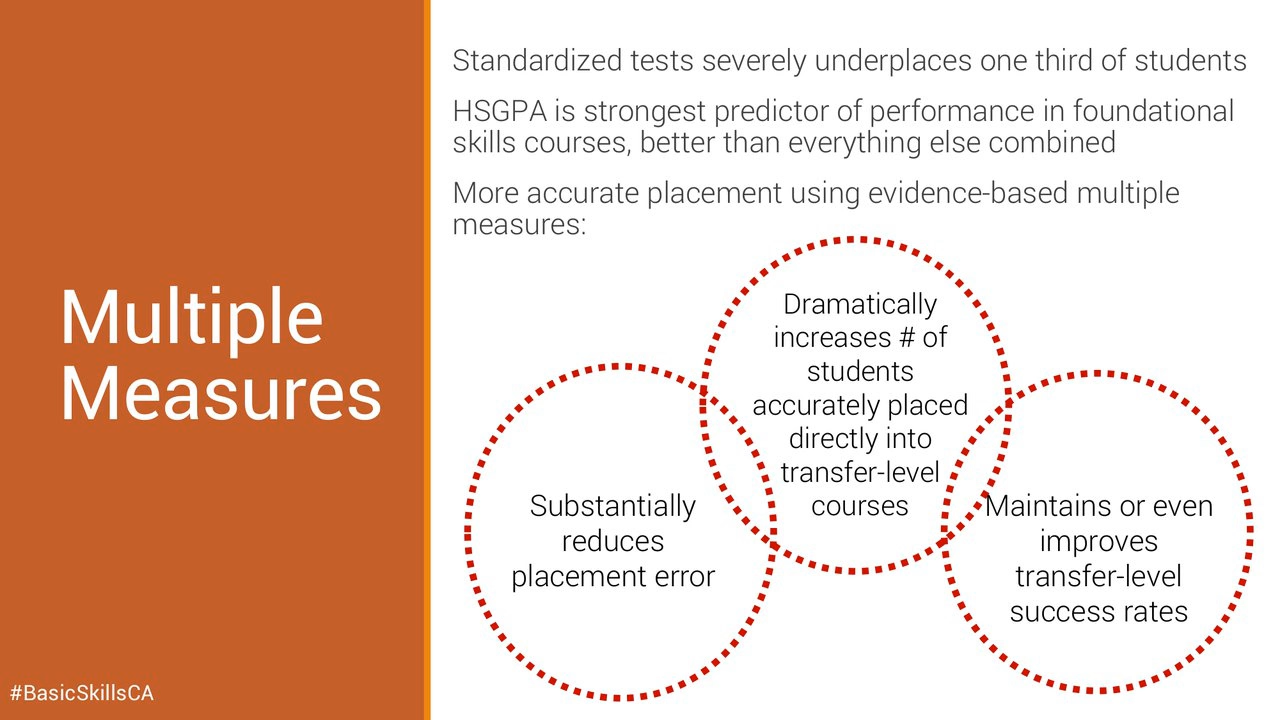 Multiple
Measures
#BasicSkillsCA
Standardized tests severely underplaces one third of students
HSGPA is strongest predictor of performance in foundational
skills courses, better than everything else combined
More accurate placement using evidence-based multiple
measures:
Substantially
reduces
placement error
Dramatically
increases # of
students
accurately placed
directly into
transfer-level
courses
Maintains or even
improves
transfer-level
success rates